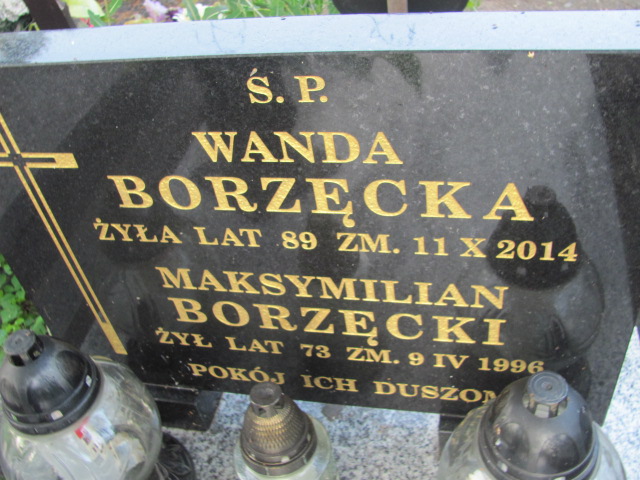 Ś. P.
WANDA
BORZĘCKA
ŻYŁA LAT 89 ZM. 11 X 2014
MAKSYMILIAN
BORZĘCKI
ŻYŁ LAT 73 ZM. 9 IV 1996
POKÓJ ICH DUSZOM